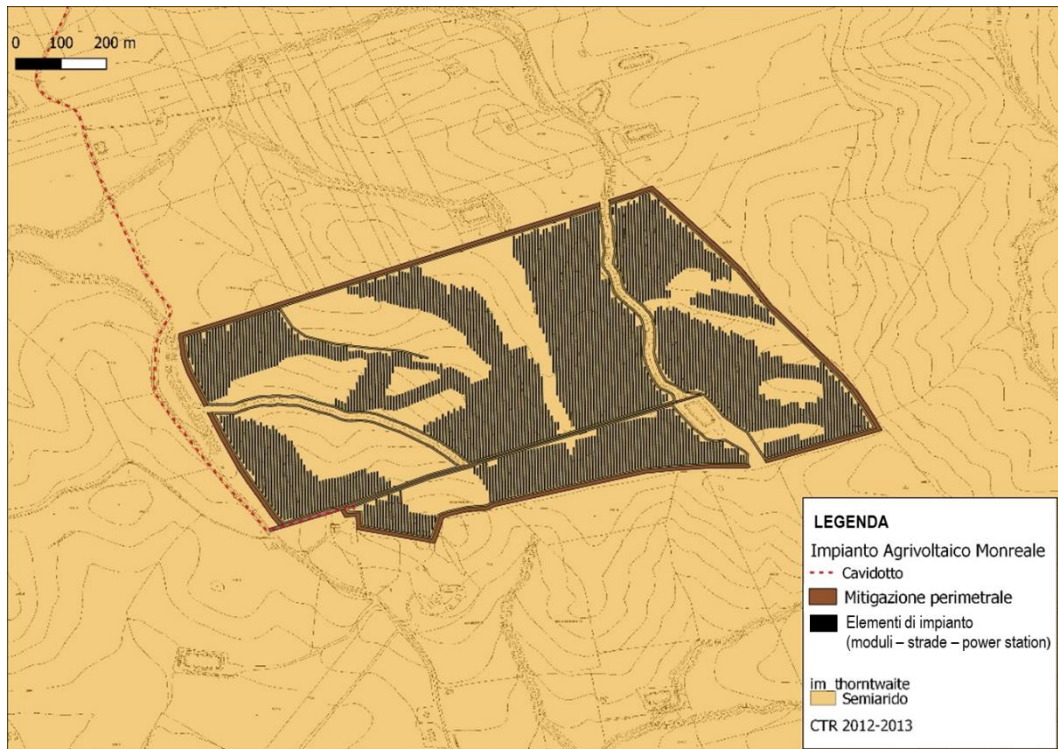 0 100 200 m
LEGENDA
Impianto Agrivoltaico Monreale
Cavidotto
Mitigazione perimetrale
Elementi di impianto
(moduli – strade – power station)
im_thorntwaite
Semiarido
CTR 2012-2013